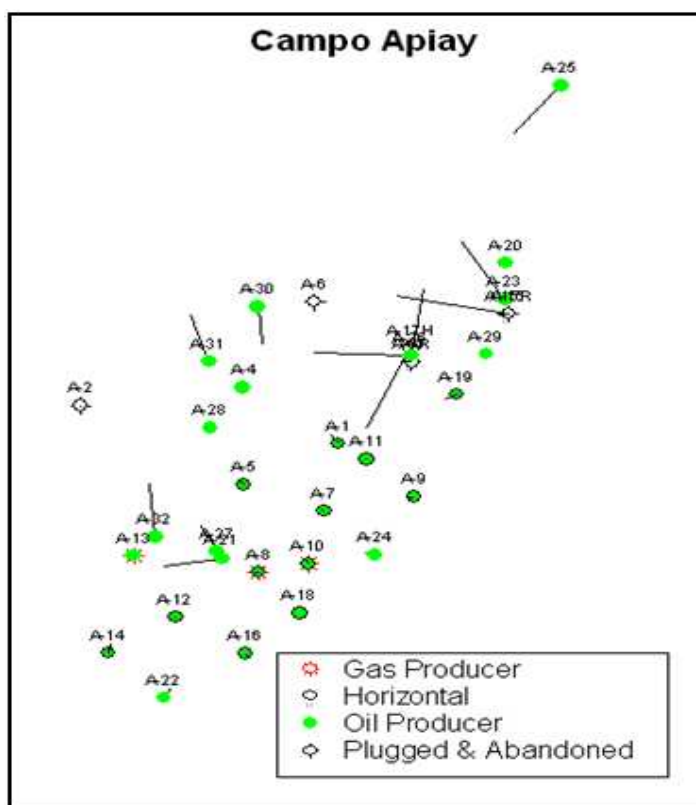 Campo Apiay
A-25
A-20
A-6
A-30
A-23
A-17H
A-31
A-29
A-4
A-2
A-19
A-28
A-1
A-11
A-5
A-9
A-7
A-32
A-27
A-13
A-21
A-8
A-10
A-24
A-12
A-18
A-14
A-16
A-22
Gas Producer
Horizontal
Oil Producer
Plugged & Abandoned